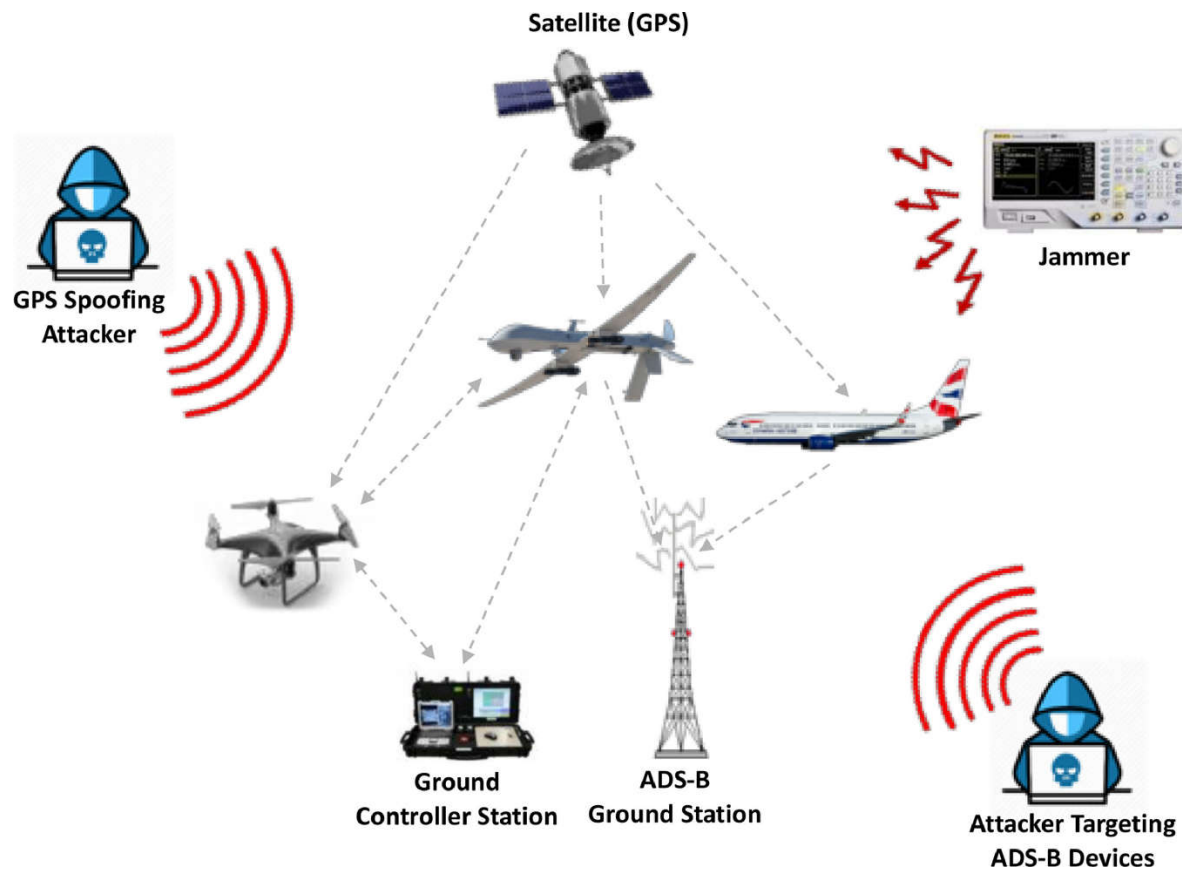 Satellite (GPS)
GPS Spoofing
Attacker
Jammer
Ground
Controller Station
ADS-B
Ground Station
Attacker Targeting
ADS-B Devices